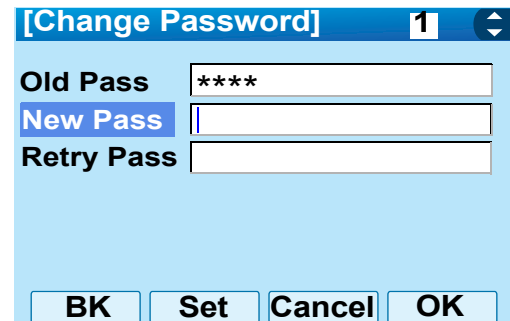 [Change Password] 1
Old Pass ****
New Pass
Retry Pass
BK Set Cancel OK